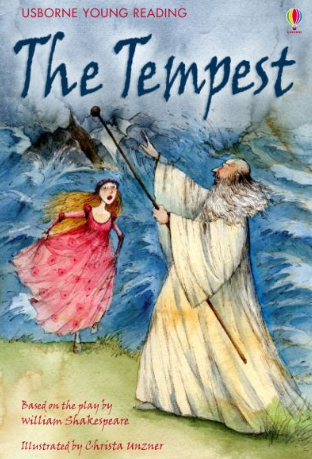 USBORNE YOUNG READING
The Tempest
Based on the play by
William Shakespeare
Illustrated by Christa Unzner